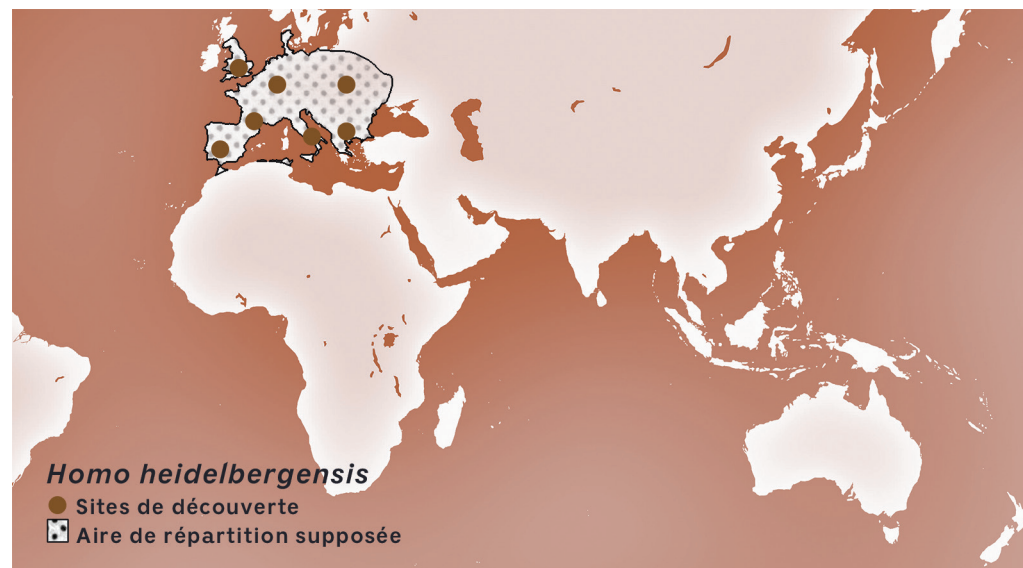 Homo heidelbergensis
Sites de découverte
Aire de répartition supposée